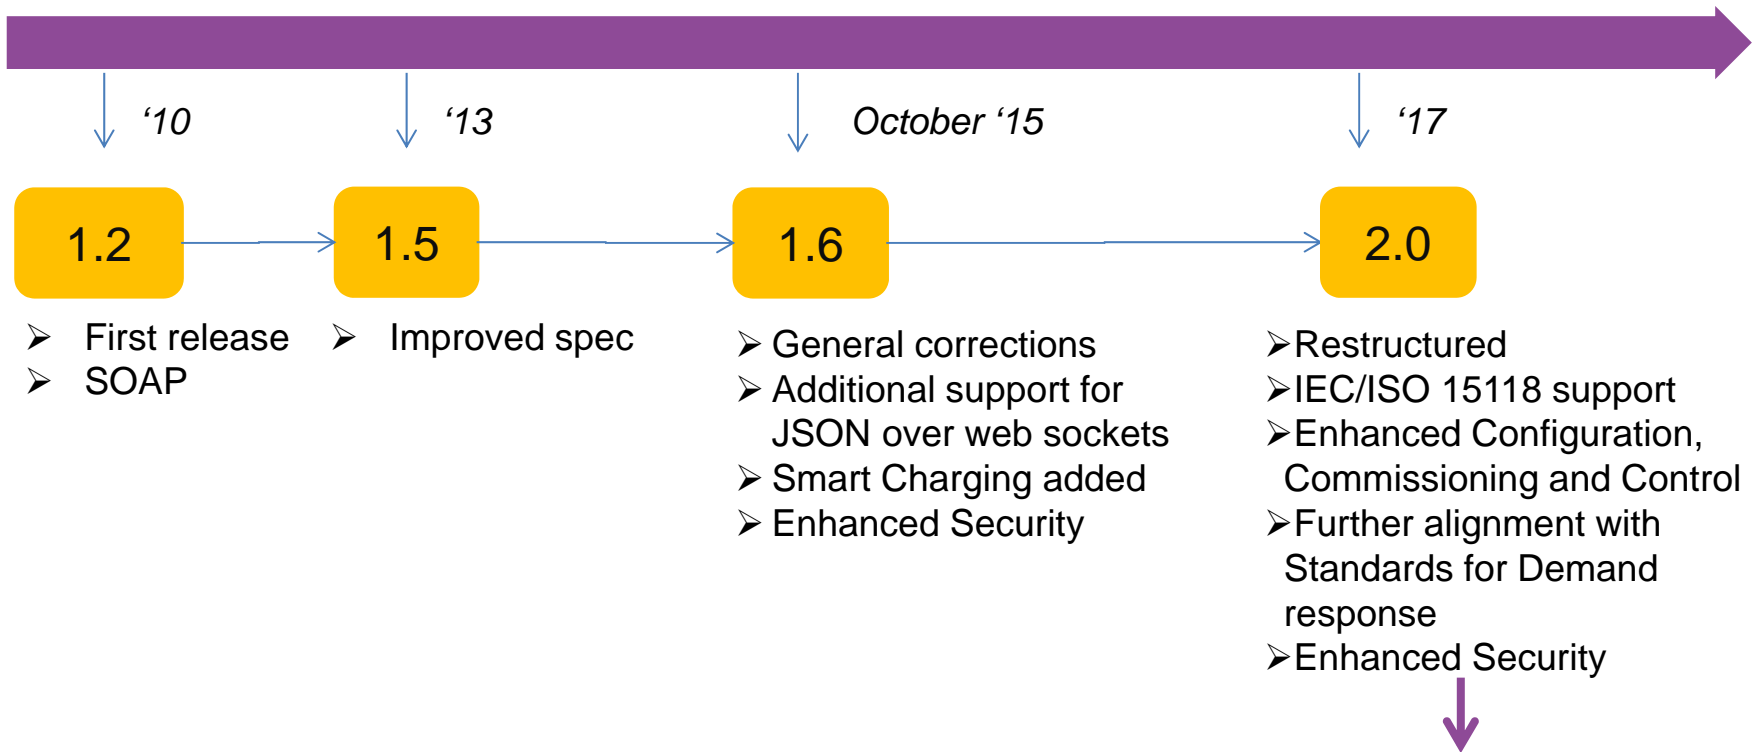 ‘10
‘13
October ‘15
‘17
1.2
1.5
1.6
2.0
➢ First release
➢ SOAP
➢ Improved spec
➢ General corrections
➢ Additional support for
JSON over web sockets
➢ Smart Charging added
➢ Enhanced Security
➢Restructured
➢IEC/ISO 15118 support
➢Enhanced Configuration,
Commissioning and Control
➢Further alignment with
Standards for Demand
response
➢Enhanced Security